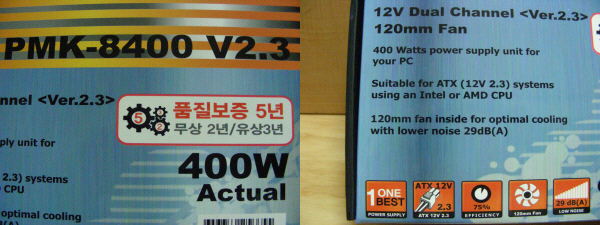 PMK-8400 V2.3
nnel <Ver.2.3>
ply unit for
2.3) systems
CPU
optimal cooling
5
2
품질보증 5년
무상 2년/유상3년
400W
Actual
12V Dual Channel <Ver.2.3>
120mm Fan
400 Watts power supply unit for
your PC
Suitable for ATX (12V 2.3) systems
using an Intel or AMD CPU
120mm fan inside for optimal cooling
with lower noise 29dB(A)
1 ONE
BEST
POWER SUPPLY
ATX 12V
2.3
ATX 12V 2.3
75%
EFFICIENCY
120mm Fan
29 dB(A)
LOW NOISE